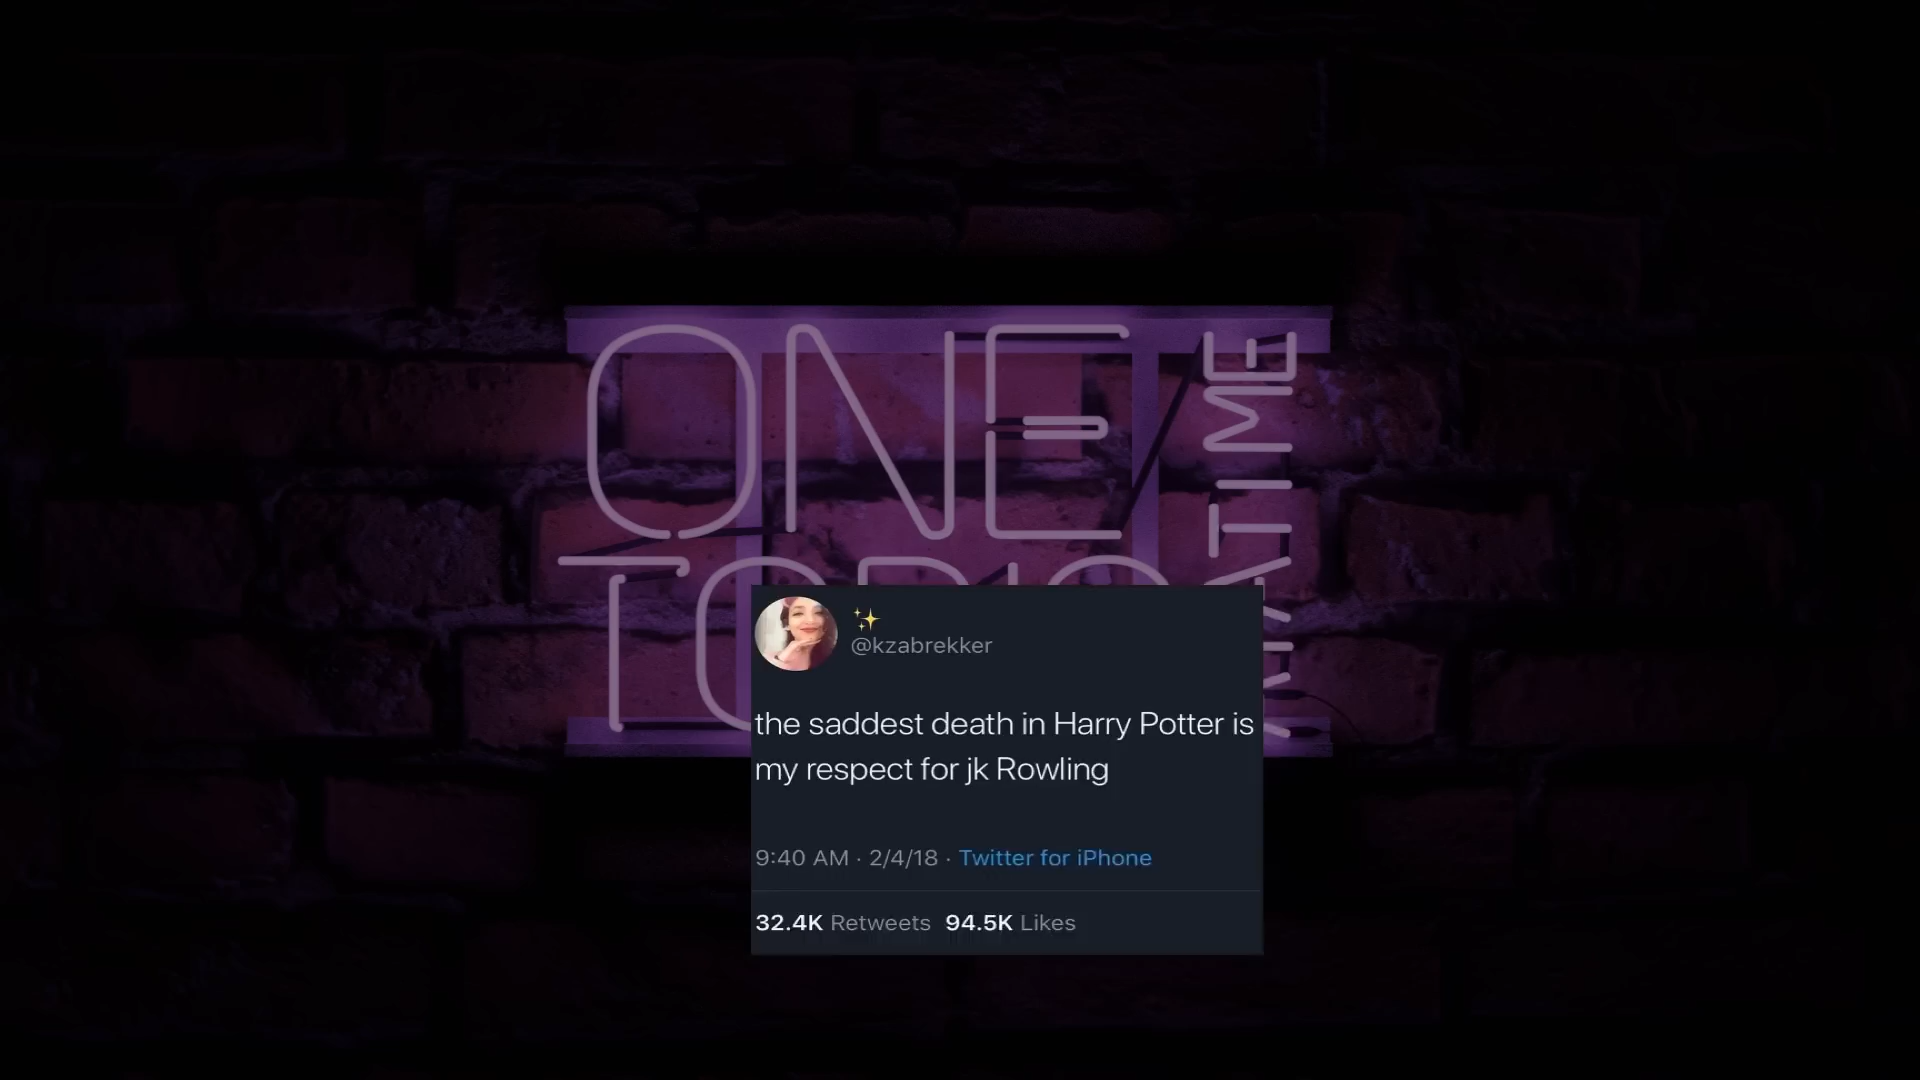 ONE
TOPIC
AT A TIME
✨
@kzabrekker
the saddest death in Harry Potter is
my respect for jk Rowling
9:40 AM · 2/4/18 · Twitter for iPhone
32.4K Retweets 94.5K Likes